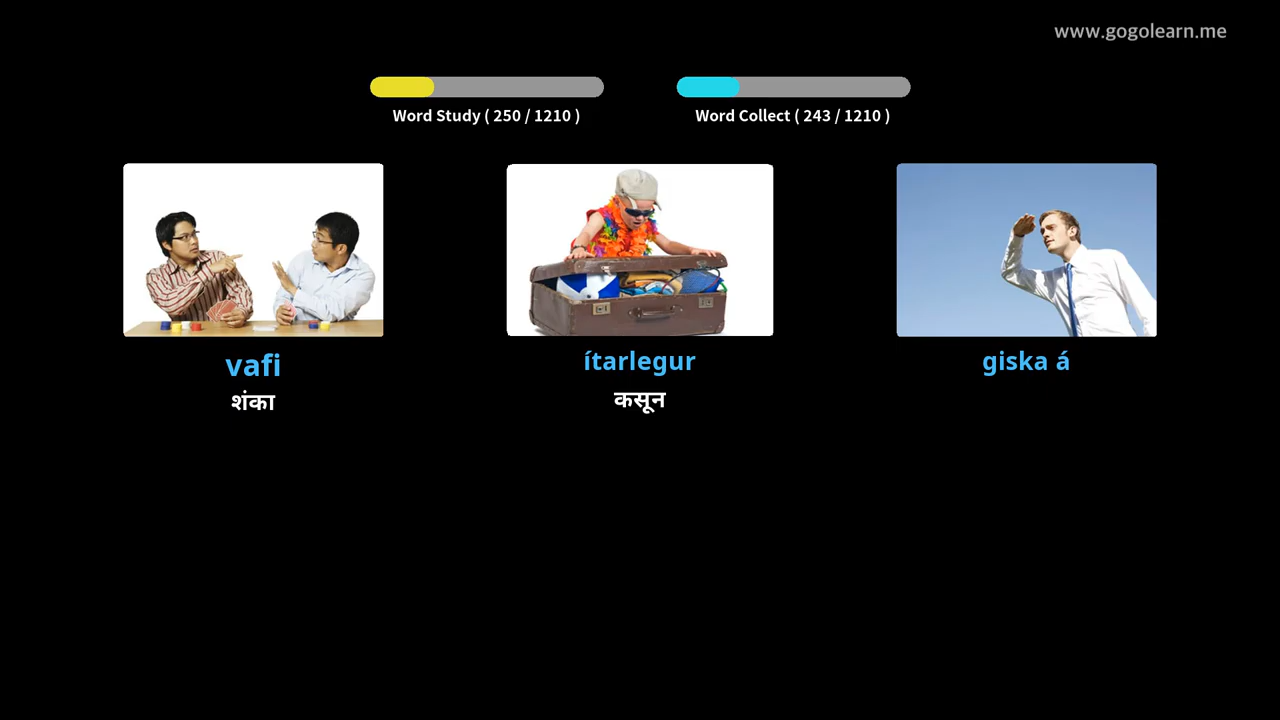 www.gogolearn.me
Word Study ( 250 / 1210 )
Word Collect ( 243 / 1210 )
vafi
ítarlegur
giska á
शंका
कसून